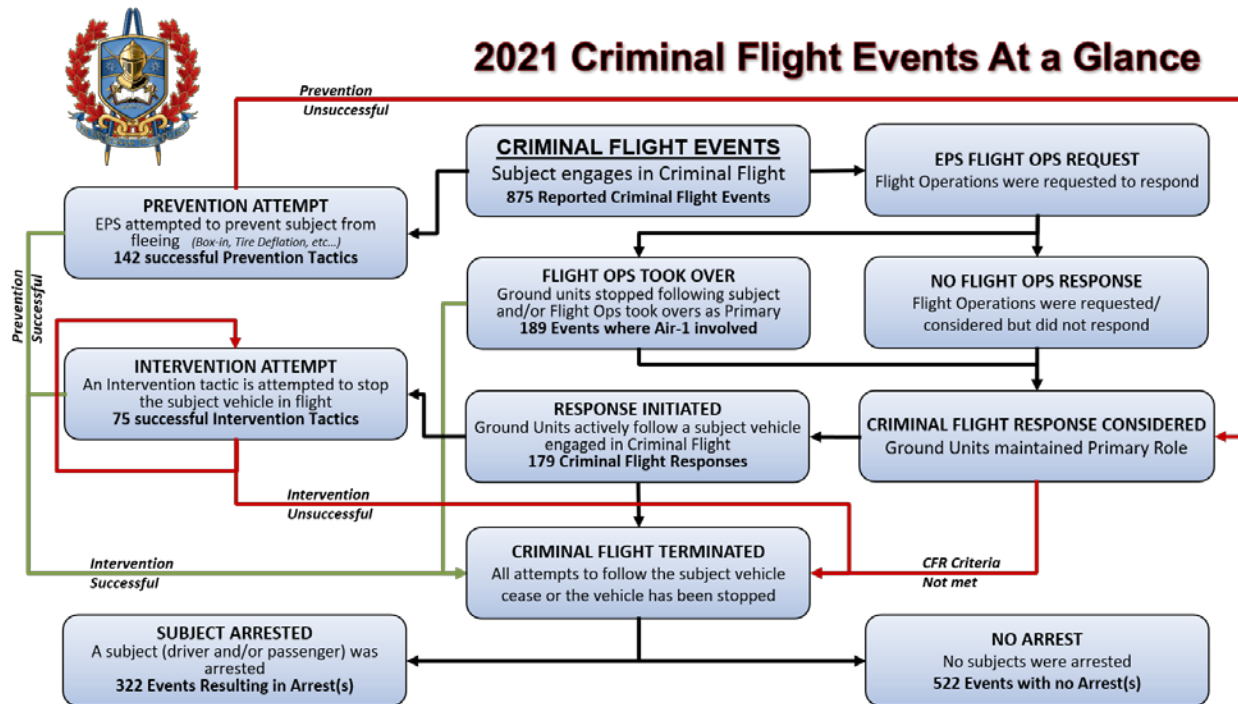 2021 Criminal Flight Events At a Glance
Prevention
Unsuccessful
CRIMINAL FLIGHT EVENTS
Subject engages in Criminal Flight
875 Reported Criminal Flight Events
EPS FLIGHT OPS REQUEST
Flight Operations were requested to respond
PREVENTION ATTEMPT
EPS attempted to prevent subject from
fleeing (Box-in, Tire Deflation, etc...)
142 successful Prevention Tactics
FLIGHT OPS TOOK OVER
Ground units stopped following subject
and/or Flight Ops took overs as Primary
189 Events where Air-1 involved
NO FLIGHT OPS RESPONSE
Flight Operations were requested/
considered but did not respond
Prevention
Successful
INTERVENTION ATTEMPT
An Intervention tactic is attempted to stop
the subject vehicle in flight
75 successful Intervention Tactics
RESPONSE INITIATED
Ground Units actively follow a subject vehicle
engaged in Criminal Flight
179 Criminal Flight Responses
CRIMINAL FLIGHT RESPONSE CONSIDERED
Ground Units maintained Primary Role
Intervention
Unsuccessful
Intervention
Successful
CRIMINAL FLIGHT TERMINATED
All attempts to follow the subject vehicle
cease or the vehicle has been stopped
CFR Criteria
Not met
SUBJECT ARRESTED
A subject (driver and/or passenger) was
arrested
322 Events Resulting in Arrest(s)
NO ARREST
No subjects were arrested
522 Events with no Arrest(s)